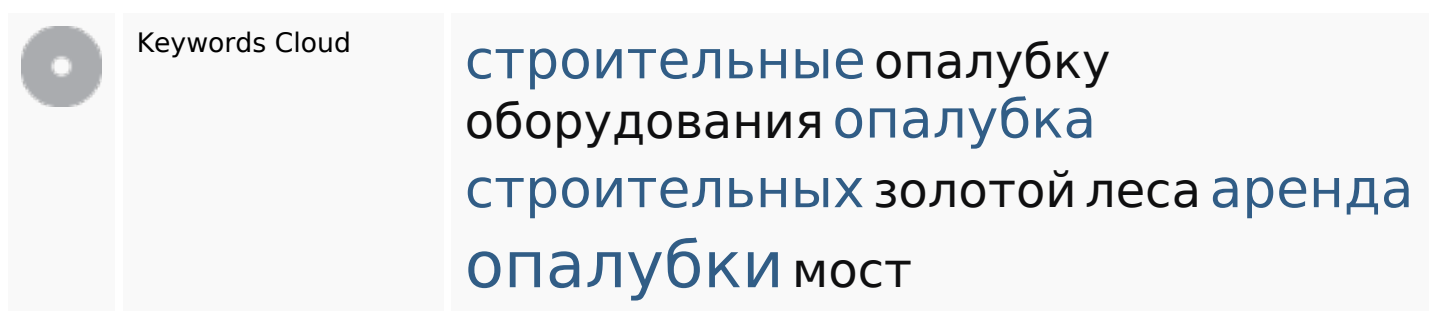 Keywords Cloud
строительные опалубку
оборудования опалубка
строительных золотой леса аренда
опалубки мост